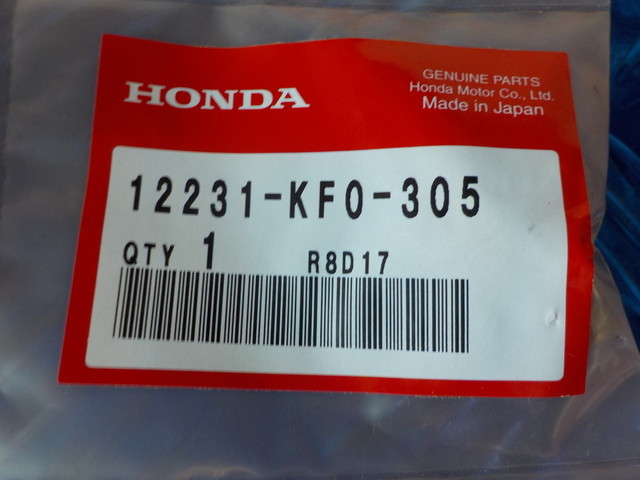 HONDA
GENUINE PARTS
Honda Motor Co., Ltd.
Made in Japan
12231-KF0-305
QTY 1 R8D17